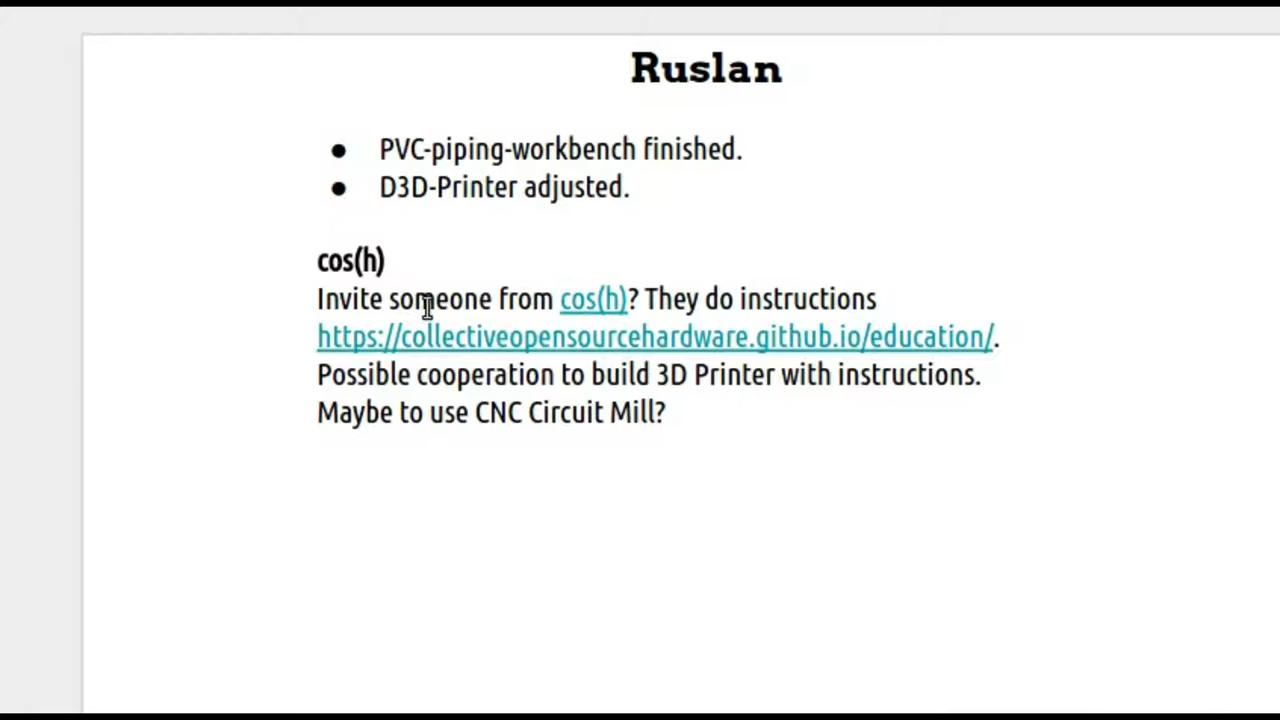 Ruslan
● PVC-piping-workbench finished.
● D3D-Printer adjusted.
cos(h)
Invite someone from cos(h)? They do instructions
https://collectiveopensourcehardware.github.io/education/.
Possible cooperation to build 3D Printer with instructions.
Maybe to use CNC Circuit Mill?